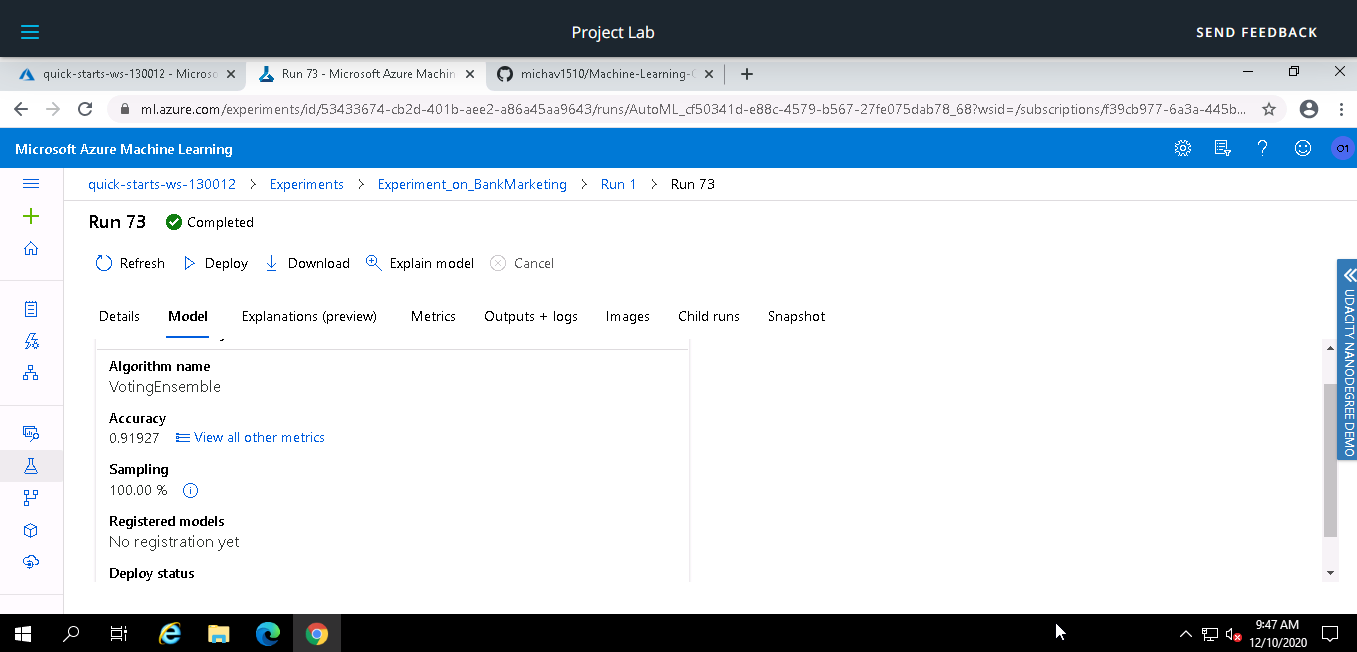 Project Lab
SEND FEEDBACK
quick-starts-ws-130012 - Micros
Run 73 - Microsoft Azure Machin
michav1510/Machine-Learning-
ml.azure.com/experiments/id/53433674-cb2d-401b-aee2-a86a45aa9643/runs/AutoML_cf50341d-e88c-4579-b567-27fe075dab78_68?wsid=/subscriptions/f39cb977-6a3a-445b...
Microsoft Azure Machine Learning
O1
quick-starts-ws-130012 > Experiments > Experiment_on_BankMarketing > Run 1 > Run 73
Run 73 Completed
Refresh Deploy Download Explain model Cancel
Details Model Explanations (preview) Metrics Outputs + logs Images Child runs Snapshot
Algorithm name
VotingEnsemble
Accuracy
0.91927 View all other metrics
Sampling
100.00 %
Registered models
No registration yet
Deploy status
UDACITY NANODEGREE DEMO
9:47 AM
12/10/2020